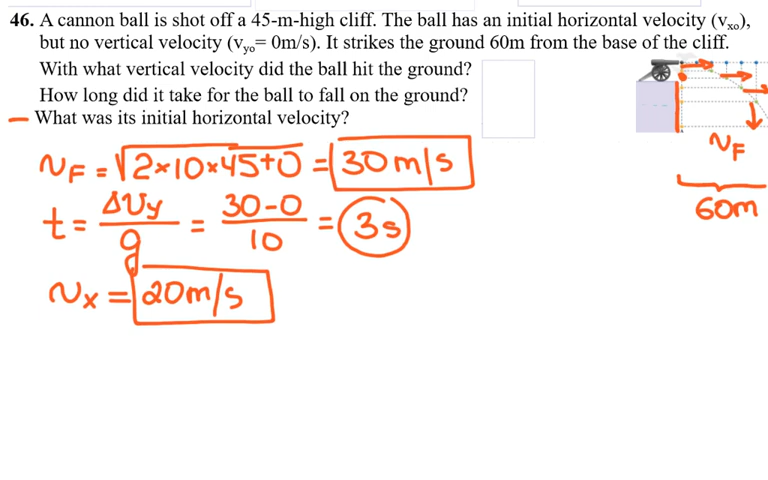 46. A cannon ball is shot off a 45-m-high cliff. The ball has an initial horizontal velocity (vxo),
but no vertical velocity (vyo= 0m/s). It strikes the ground 60m from the base of the cliff.
With what vertical velocity did the ball hit the ground?
How long did it take for the ball to fall on the ground?
What was its initial horizontal velocity?
VF = √2×10×45+0 = 30m/s
t = ΔVy/g = 30-0/10 = 3s
Vx = 20m/s
VF
60m